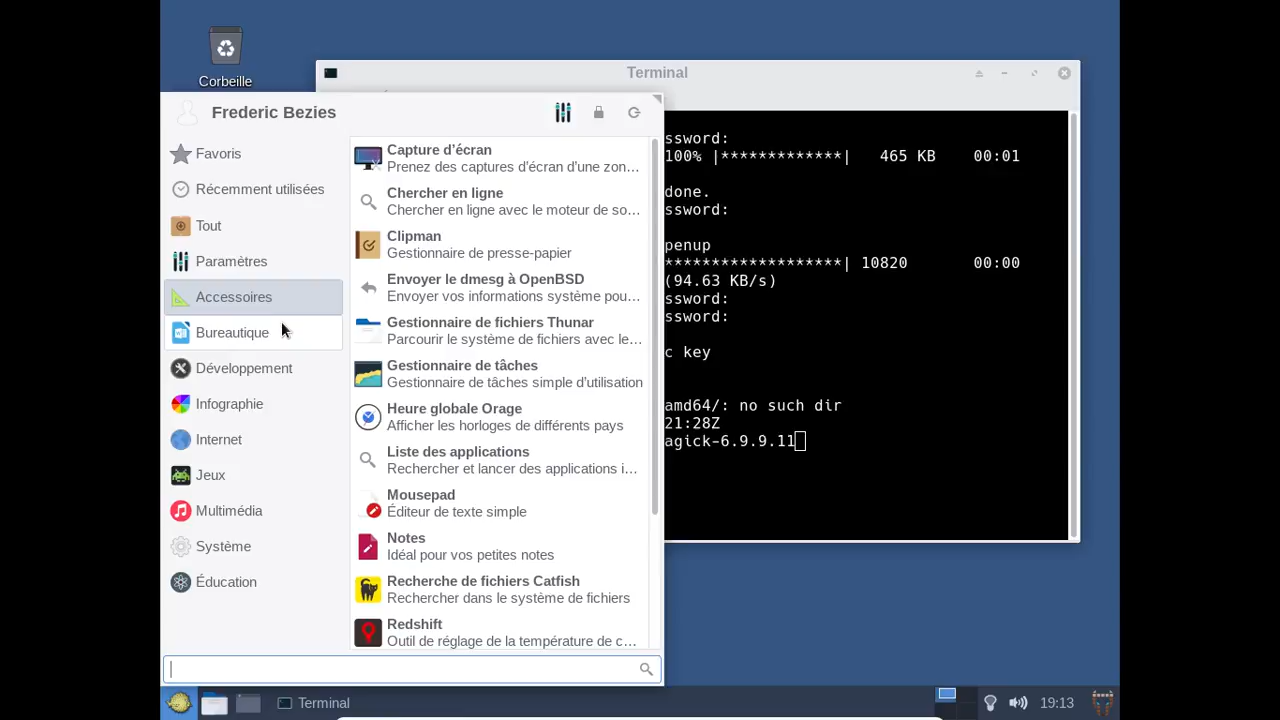 Corbeille
Terminal
Frederic Bezies
Favoris
Récemment utilisées
Tout
Paramètres
Accessoires
Bureautique
Développement
Infographie
Internet
Jeux
Multimédia
Système
Éducation
Capture d’écran
Prenez des captures d’écran d’une zon…
Chercher en ligne
Chercher en ligne avec le moteur de so…
Clipman
Gestionnaire de presse-papier
Envoyer le dmesg à OpenBSD
Envoyer vos informations système pou…
Gestionnaire de fichiers Thunar
Parcourir le système de fichiers avec le…
Gestionnaire de tâches
Gestionnaire de tâches simple d’utilisation
Heure globale Orage
Afficher les horloges de différents pays
Liste des applications
Rechercher et lancer des applications i…
Mousepad
Éditeur de texte simple
Notes
Idéal pour vos petites notes
Recherche de fichiers Catfish
Rechercher dans le système de fichiers
Redshift
Outil de réglage de la température de c…
ssword:
100% |*************| 465 KB 00:01
done.
ssword:
penup
*******************| 10820 00:00
(94.63 KB/s)
ssword:
ssword:
c key
amd64/: no such dir
21:28Z
agick-6.9.9.11
Terminal
19:13